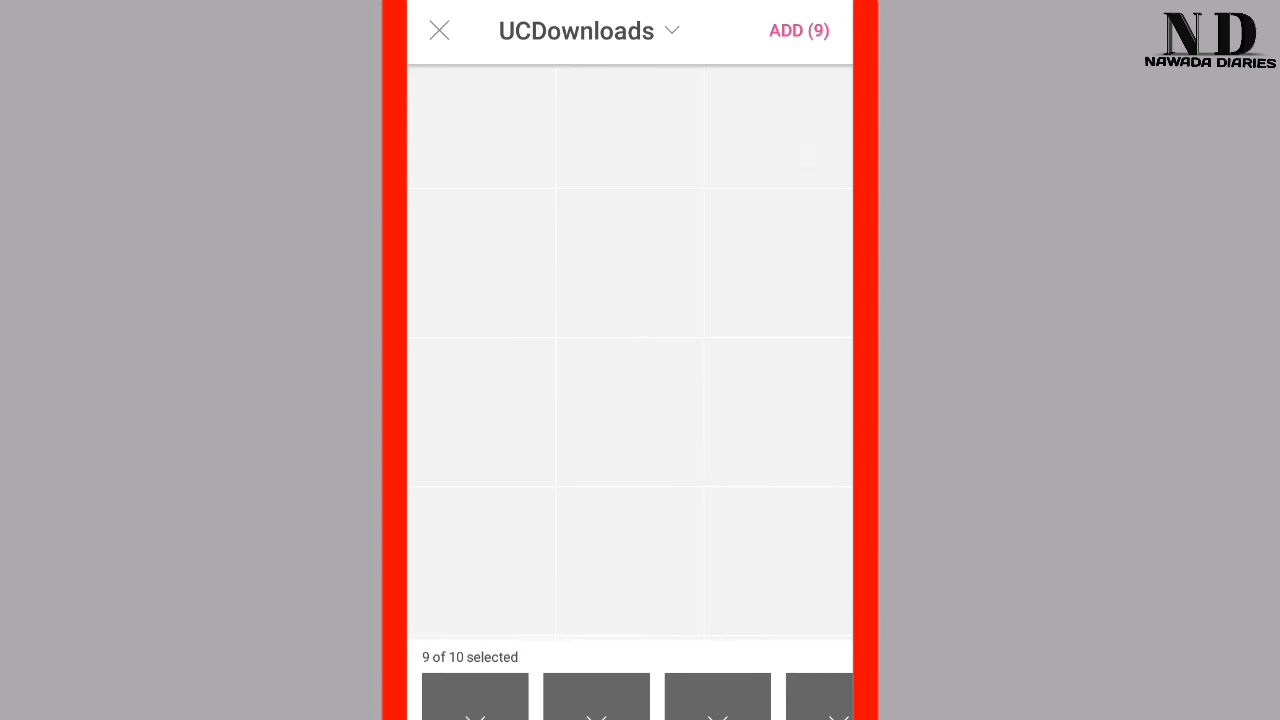 UCDownloads
ADD (9)
ND
NAWADA DIARIES
9 of 10 selected